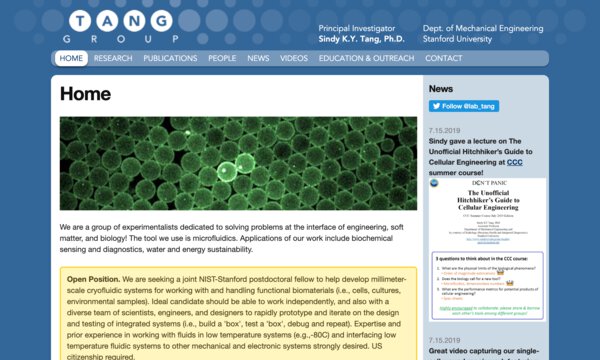 TANG
GROUP
Principal Investigator
Sindy K.Y. Tang, Ph.D.
Dept. of Mechanical Engineering
Stanford University
HOME RESEARCH PUBLICATIONS PEOPLE NEWS VIDEOS EDUCATION & OUTREACH CONTACT
Home
We are a group of experimentalists dedicated to solving problems at the interface of engineering, soft
matter, and biology! The tool we use is microfluidics. Applications of our work include biochemical
sensing and diagnostics, water and energy sustainability.
Open Position. We are seeking a joint NIST-Stanford postdoctoral fellow to help develop millimeter-
scale cryofluidic systems for working with and handling functional biomaterials (i.e., cells, cultures,
environmental samples). Ideal candidate should be able to work independently, and also with a
diverse team of scientists, engineers, and designers to rapidly prototype and iterate on the design
and testing of integrated systems (i.e., build a 'box', test a 'box', debug and repeat). Expertise and
prior experience in working with fluids in low temperature systems (e.g.,-80C) and interfacing low
temperature fluidic systems to other mechanical and electronic systems strongly desired. US
citizenship required.
News
Follow @lab_tang
7.15.2019
Sindy gave a lecture on The
Unofficial Hitchhiker's Guide to
Cellular Engineering at CCC
summer course!
DON'T PANIC
The Unofficial
Hitchhiker's Guide to
Cellular Engineering
5 questions to think about in the CCC course:
1. What are the physical limits of the biological phenomena?
2. Does the biology call for a new tool?
3. What are the performance metrics for potential products of
cellular engineering?
7.15.2019
Great video capturing our single-